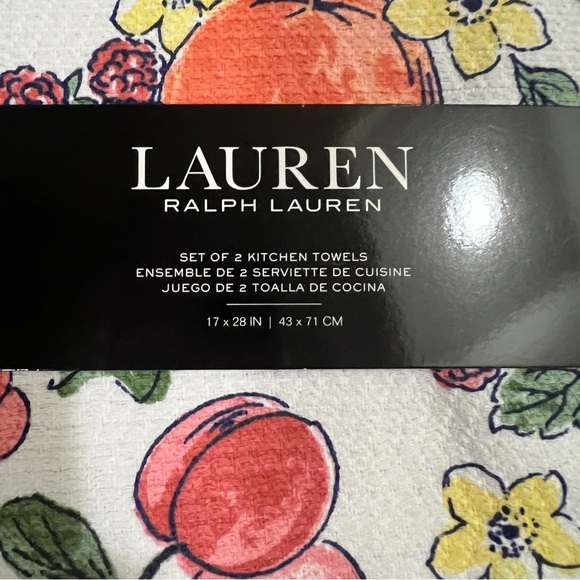 LAUREN
RALPH LAUREN
SET OF 2 KITCHEN TOWELS
ENSEMBLE DE 2 SERVIETTE DE CUISINE
JUEGO DE 2 TOALLA DE COCINA
17 x 28 IN | 43 x 71 CM